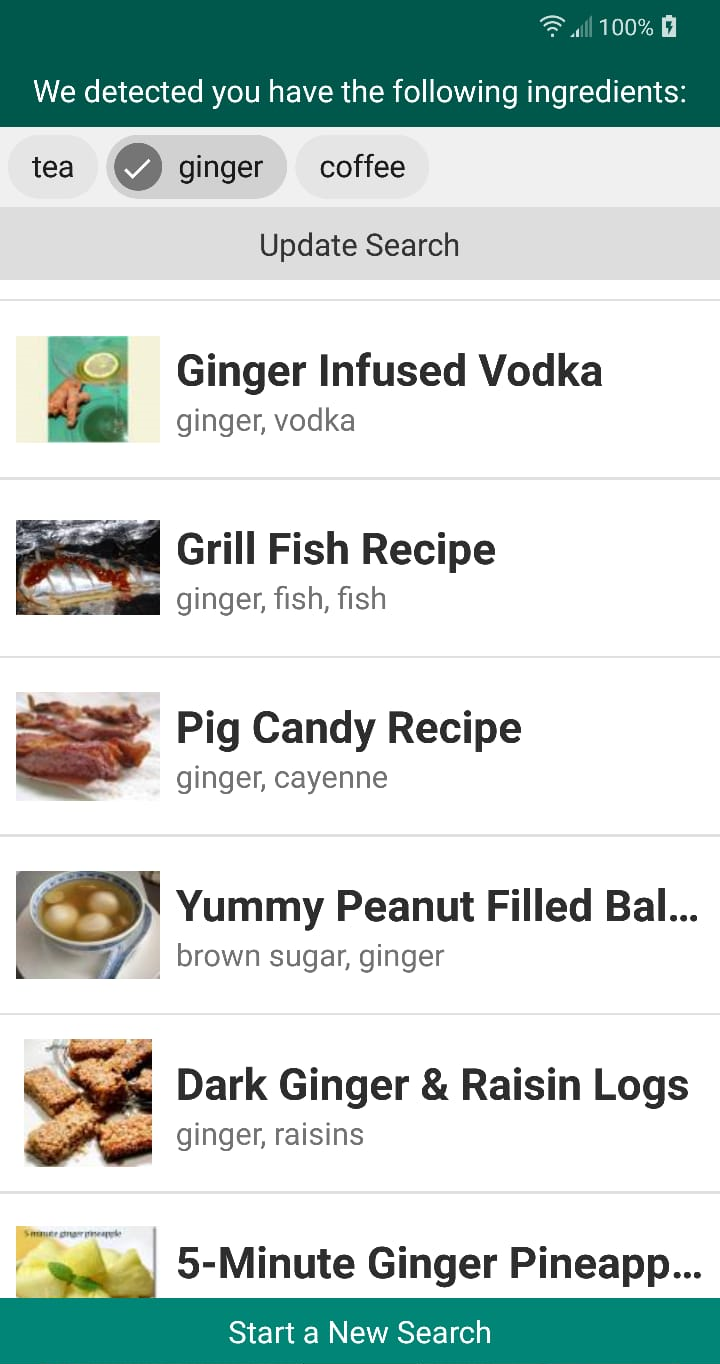 100%
We detected you have the following ingredients:
tea
ginger
coffee
Update Search
Ginger Infused Vodka
ginger, vodka
Grill Fish Recipe
ginger, fish, fish
Pig Candy Recipe
ginger, cayenne
Yummy Peanut Filled Bal...
brown sugar, ginger
Dark Ginger & Raisin Logs
ginger, raisins
5 minute ginger pineapple
5-Minute Ginger Pineapp...
Start a New Search